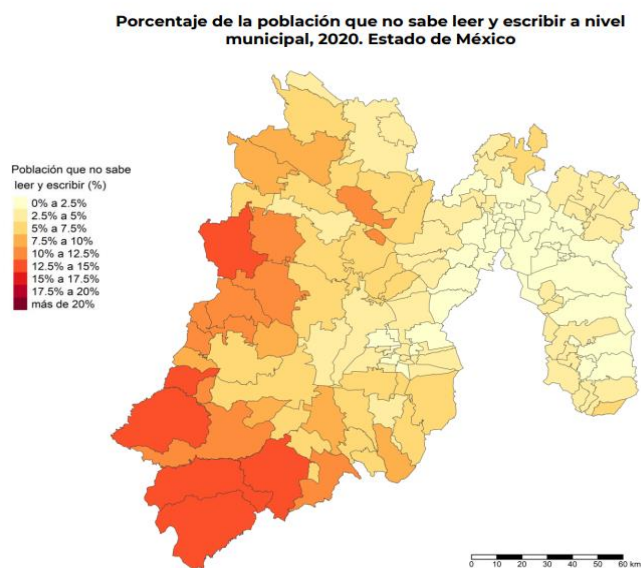 Porcentaje de la población que no sabe leer y escribir a nivel
municipal, 2020. Estado de México
Población que no sabe
leer y escribir (%)
0% a 2.5%
2.5% a 5%
5% a 7.5%
7.5% a 10%
10% a 12.5%
12.5% a 15%
15% a 17.5%
17.5% a 20%
más de 20%
0 10 20 30 40 50 60 km